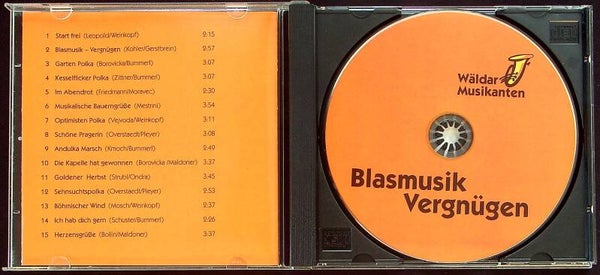 1 Start frei (Leopold/Weinkopf) 2:15
2 Blasmusik - Vergnügen (Kohler/Gerstbrein) 2:57
3 Garten Polka (Borovicka/Bummerl) 3:07
4 Kesselflicker Polka (Zittner/Bummerl) 3:07
5 Im Abendrot (Friedmann/Moravec) 2:30
6 Musikalische Bauerngrüße (Mestrini) 3:54
7 Optimisten Polka (Vejvoda/Weinkopf) 3:11
8 Schöne Pragerin (Overstaedt/Pleyer) 3:08
9 Andulka Marsch (Knoch/Bummerl) 2:49
10 Die Kapelle hat gewonnen (Borovicka/Maldoner) 3:37
11 Goldener Herbst (Strubl/Ondra) 3:45
12 Sehnsuchtspolka (Overstaedt/Pleyer) 2:53
13 Böhmischer Wind (Mosch/Weinkopf) 2:37
14 Ich hab dich gern (Schuster/Bummerl) 2:26
15 Herzensgrüße (Bollin/Maldoner) 3:37
Wäldar
Musikanten
Blasmusik
Vergnügen